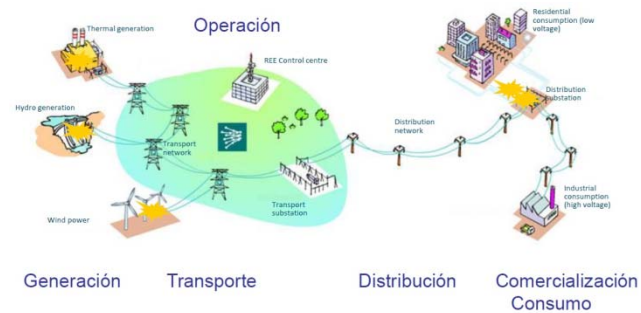 Operación
Thermal generation
Residential
consumption (low
voltage)
REE Control centre
Hydro generation
Distribution
substation
Distribution
network
Transport
network
Wind power
Transport
substation
Industrial
consumption
(high voltage)
Generación
Transporte
Distribución
Comercialización
Consumo